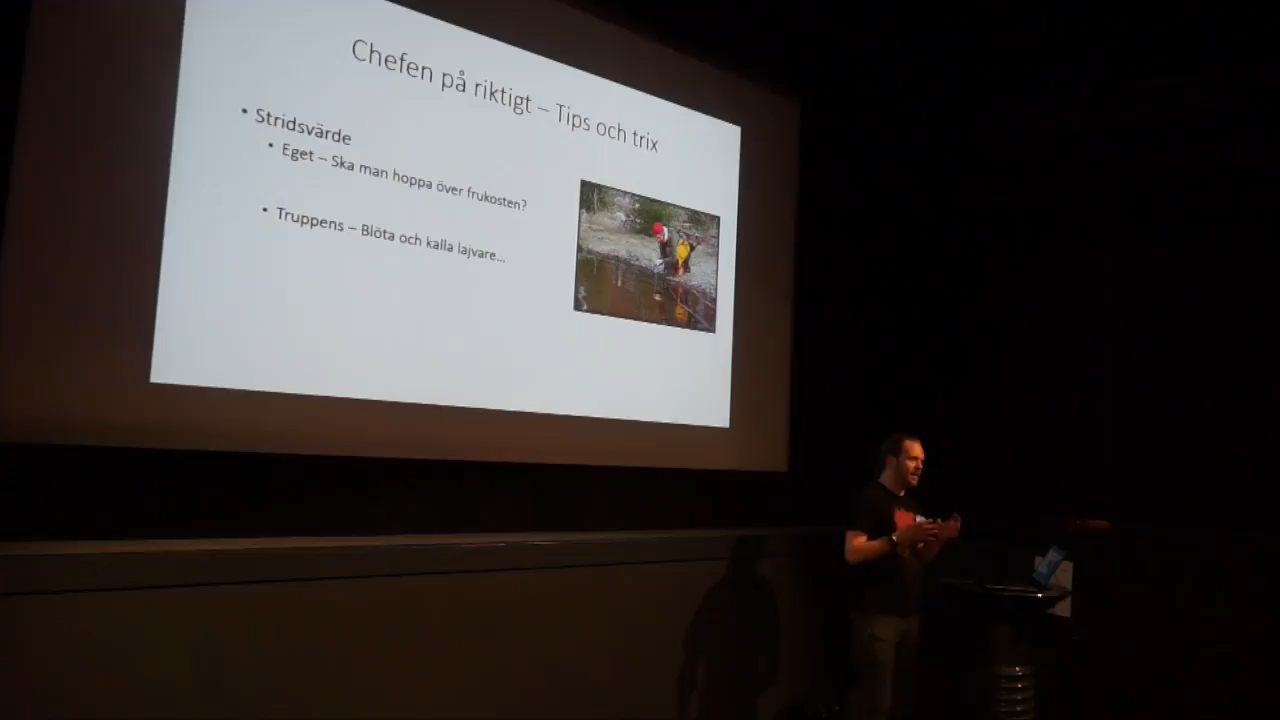 Chefen på riktigt – Tips och trix
• Stridsvärde
• Eget – Ska man hoppa över frukosten?
• Truppens – Blöta och kalla lajvare...